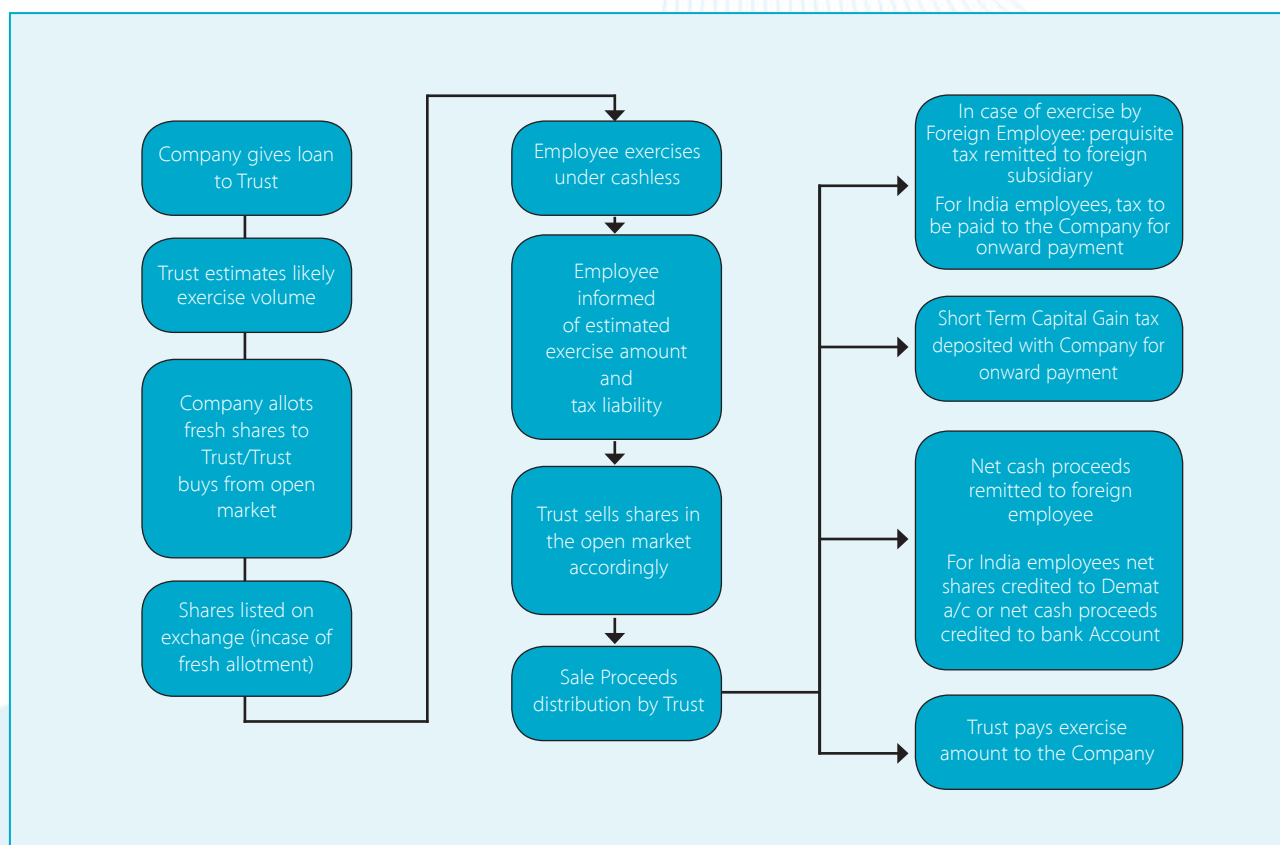 Company gives loan
to Trust
Trust estimates likely
exercise volume
Company allots
fresh shares to
Trust/Trust
buys from open
market
Shares listed on
exchange (incase of
fresh allotment)
Employee exercises
under cashless
Employee
informed
of estimated
exercise amount
and
tax liability
Trust sells shares in
the open market
accordingly
Sale Proceeds
distribution by Trust
In case of exercise by
Foreign Employee: perquisite
tax remitted to foreign
subsidiary
For India employees, tax to
be paid to the Company for
onward payment
Short Term Capital Gain tax
deposited with Company for
onward payment
Net cash proceeds
remitted to foreign
employee
For India employees net
shares credited to Demat
a/c or net cash proceeds
credited to bank Account
Trust pays exercise
amount to the Company